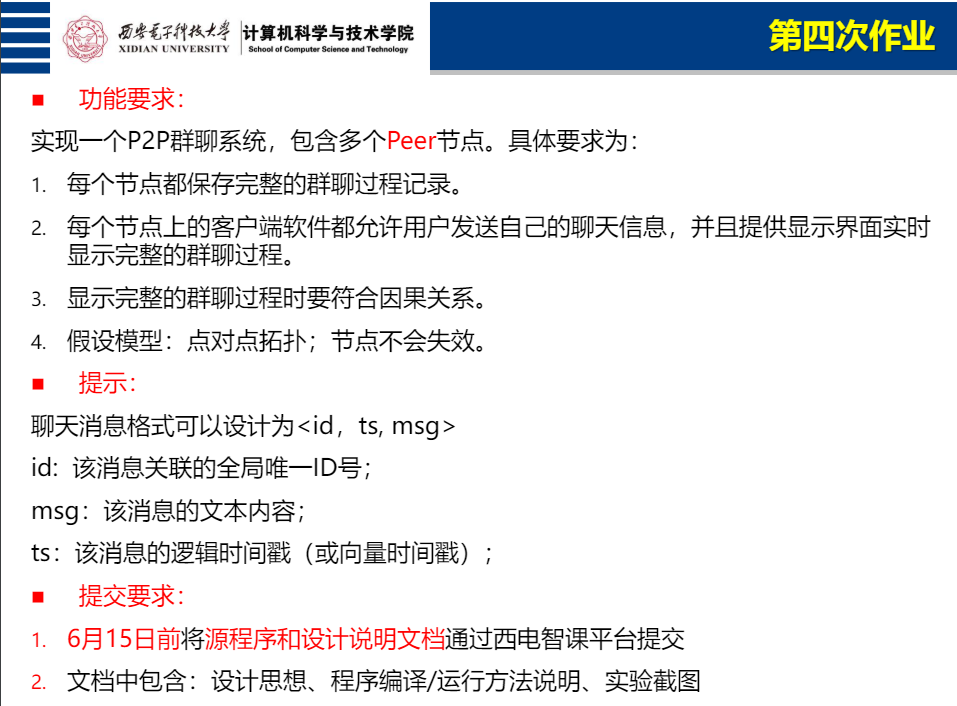 西安电子科技大学
XIDIAN UNIVERSITY
计算机科学与技术学院
School of Computer Science and Technology
第四次作业
■ 功能要求：
实现一个P2P群聊系统，包含多个Peer节点。具体要求为：
1. 每个节点都保存完整的群聊过程记录。
2. 每个节点上的客户端软件都允许用户发送自己的聊天信息，并且提供显示界面实时
显示完整的群聊过程。
3. 显示完整的群聊过程时要符合因果关系。
4. 假设模型：点对点拓扑；节点不会失效。
■ 提示：
聊天消息格式可以设计为<id，ts, msg>
id: 该消息关联的全局唯一ID号；
msg：该消息的文本内容；
ts：该消息的逻辑时间戳（或向量时间戳）；
■ 提交要求：
1. 6月15日前将源程序和设计说明文档通过西电智课平台提交
2. 文档中包含：设计思想、程序编译/运行方法说明、实验截图